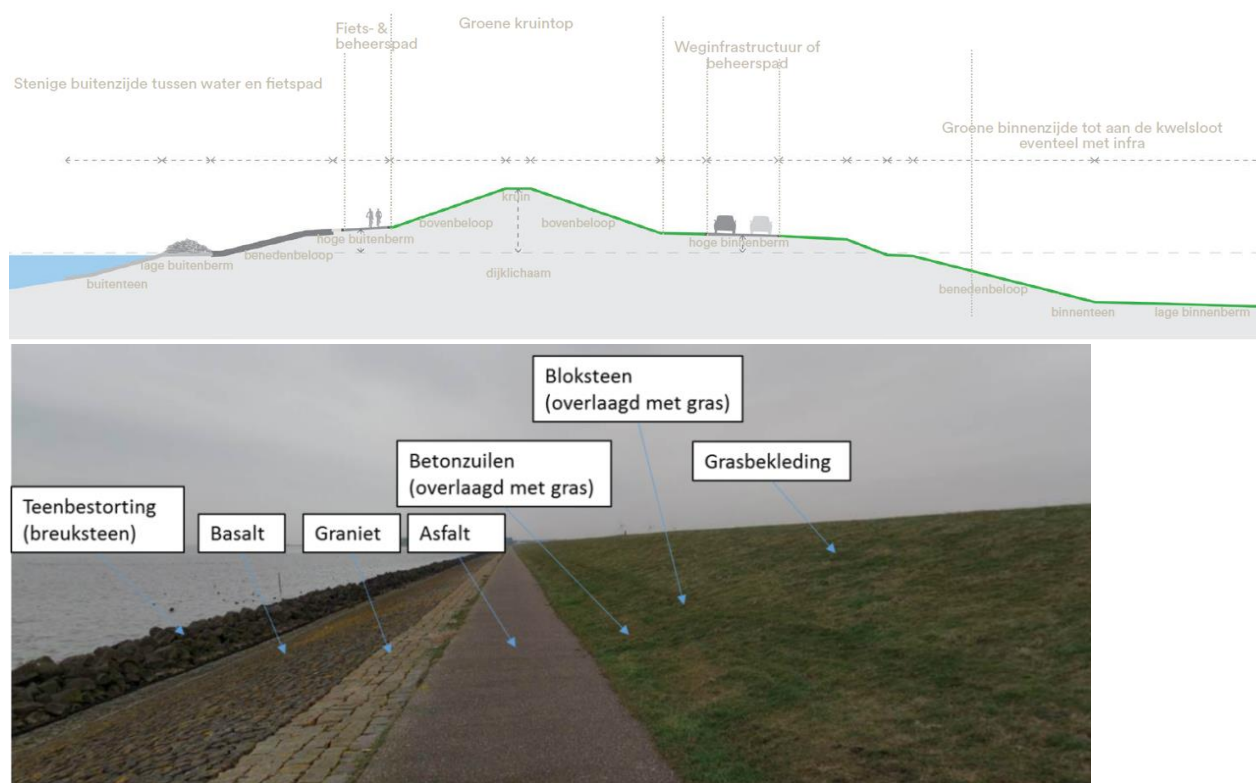 Fiets- &
beheerspad
Groene kruintop
Weginfrastructuur of
beheerspad
Stenige buitenzijde tussen water en fietspad
Groene binnenzijde tot aan de kwelsloot
eventeel met infra
kruin
bovenbeloop
bovenbeloop
hoge buitenberm
hoge binnenberm
benedenbeloop
lage buitenberm
buitenteen
dijklichaam
benedenbeloop
binnenteen
lage binnenberm
Bloksteen
(overlaagd met gras)
Betonzuilen
(overlaagd met gras)
Grasbekleding
Teenbestorting
(breuksteen)
Basalt
Graniet
Asfalt